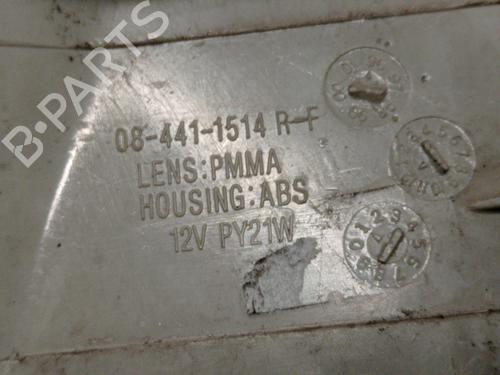 08-441-1514 R-F
LENS:PMMA
HOUSING:ABS
12V PY21W
B-PARTS